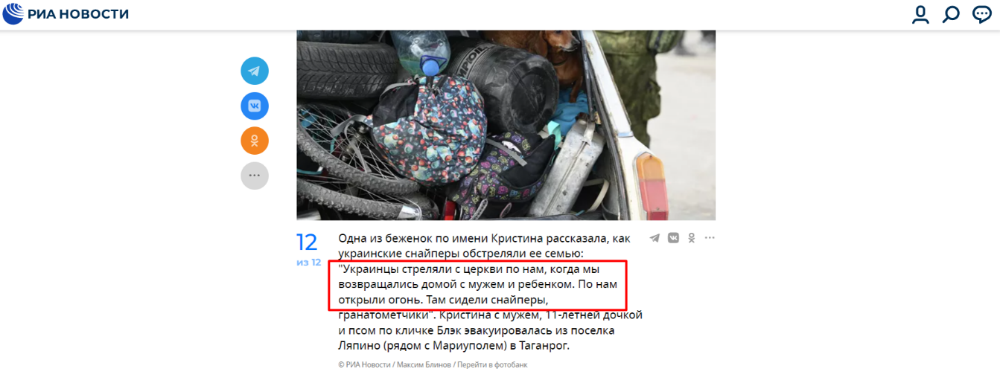 РИА НОВОСТИ
12
из 12
Одна из беженок по имени Кристина рассказала, как
украинские снайперы обстреляли ее семью:
"Украинцы стреляли с церкви по нам, когда мы
возвращались домой с мужем и ребенком. По нам
открыли огонь. Там сидели снайперы,
гранатометчики". Кристина с мужем, 11-летней дочкой
и псом по кличке Блэк эвакуировалась из поселка
Ляпино (рядом с Мариуполем) в Таганрог.
© РИА Новости / Максим Блинов / Перейти в фотобанк